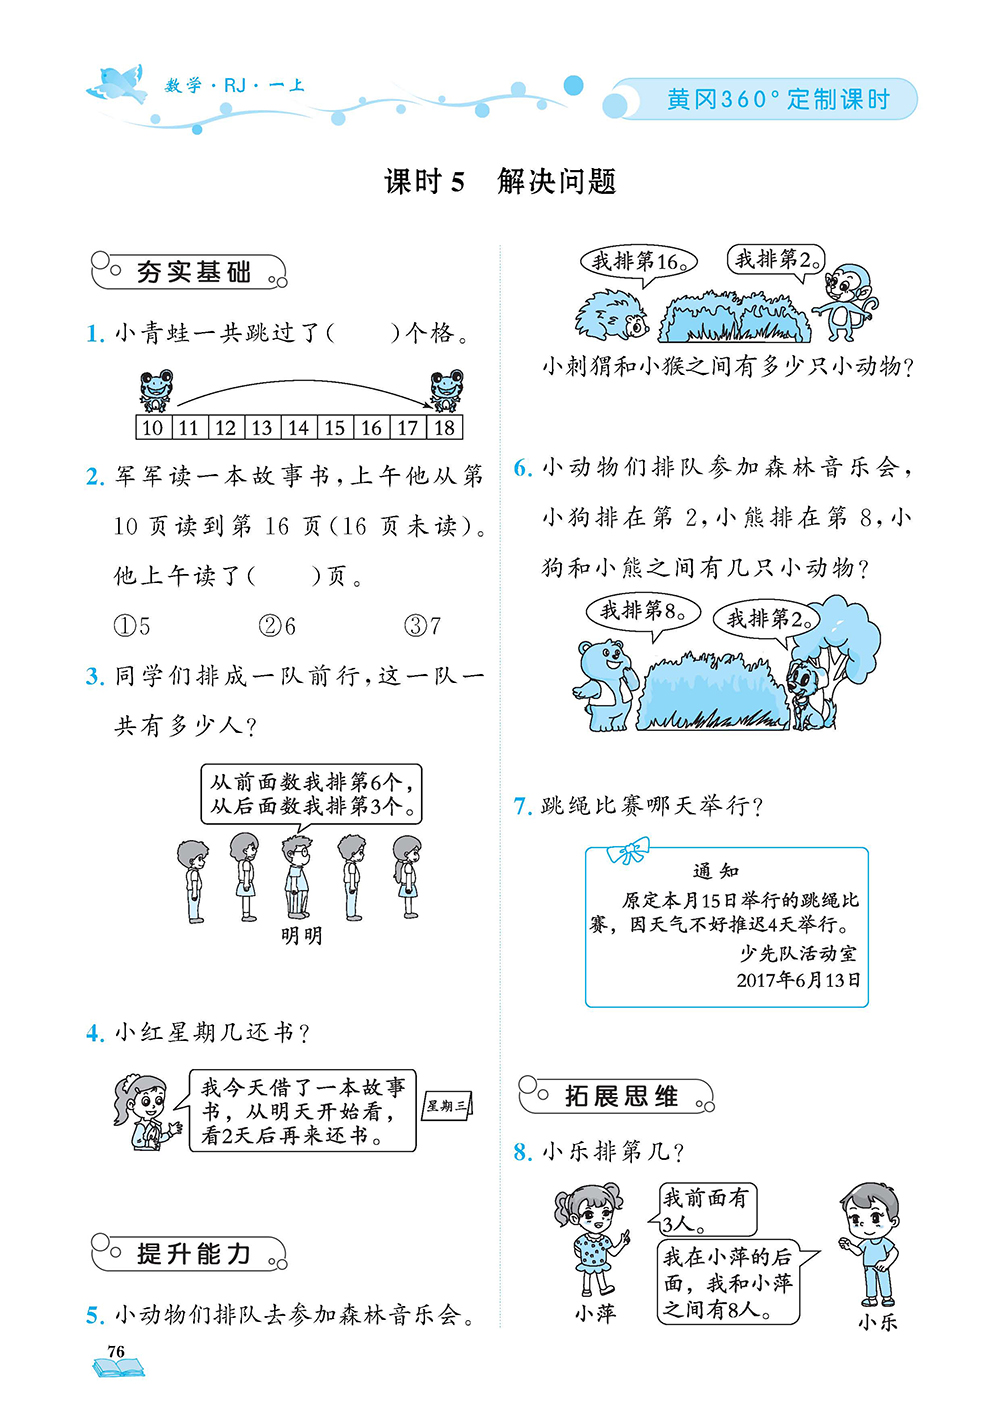 数学·RJ·一上
黄冈360°定制课时
课时5 解决问题
夯实基础
1. 小青蛙一共跳过了( )个格。
10 11 12 13 14 15 16 17 18
2. 军军读一本故事书,上午他从第
10页读到第16页(16页未读)。
他上午读了( )页。
①5 ②6 ③7
3. 同学们排成一队前行,这一队一
共有多少人?
从前面数我排第6个,
从后面数我排第3个。
明明
4. 小红星期几还书?
我今天借了一本故事
书，从明天开始看，
看2天后再来还书。
星期三
提升能力
5. 小动物们排队去参加森林音乐会。
76
我排第16。
我排第2。
小刺猬和小猴之间有多少只小动物?
6. 小动物们排队参加森林音乐会,
小狗排在第2,小熊排在第8,小
狗和小熊之间有几只小动物?
我排第8。
我排第2。
7. 跳绳比赛哪天举行?
通知
原定本月15日举行的跳绳比
赛，因天气不好推迟4天举行。
少先队活动室
2017年6月13日
拓展思维
8. 小乐排第几?
我前面有
3人。
我在小萍的后
面，我和小萍
之间有8人。
小萍
小乐